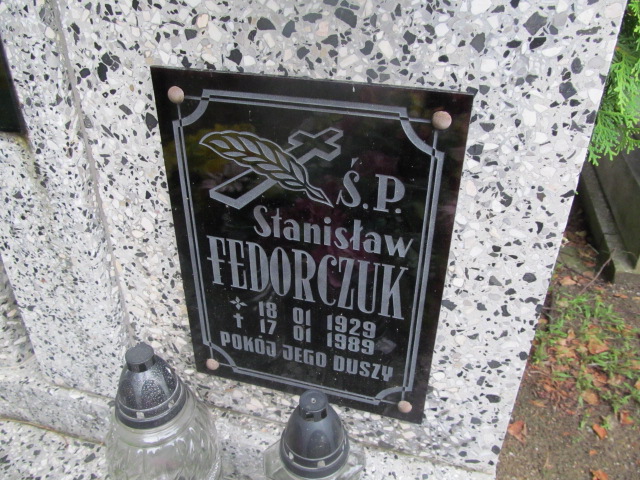 Ś.P.
Stanisław
FEDORCZUK
18 01 1929
17 01 1989
POKÓJ JEGO DUSZY